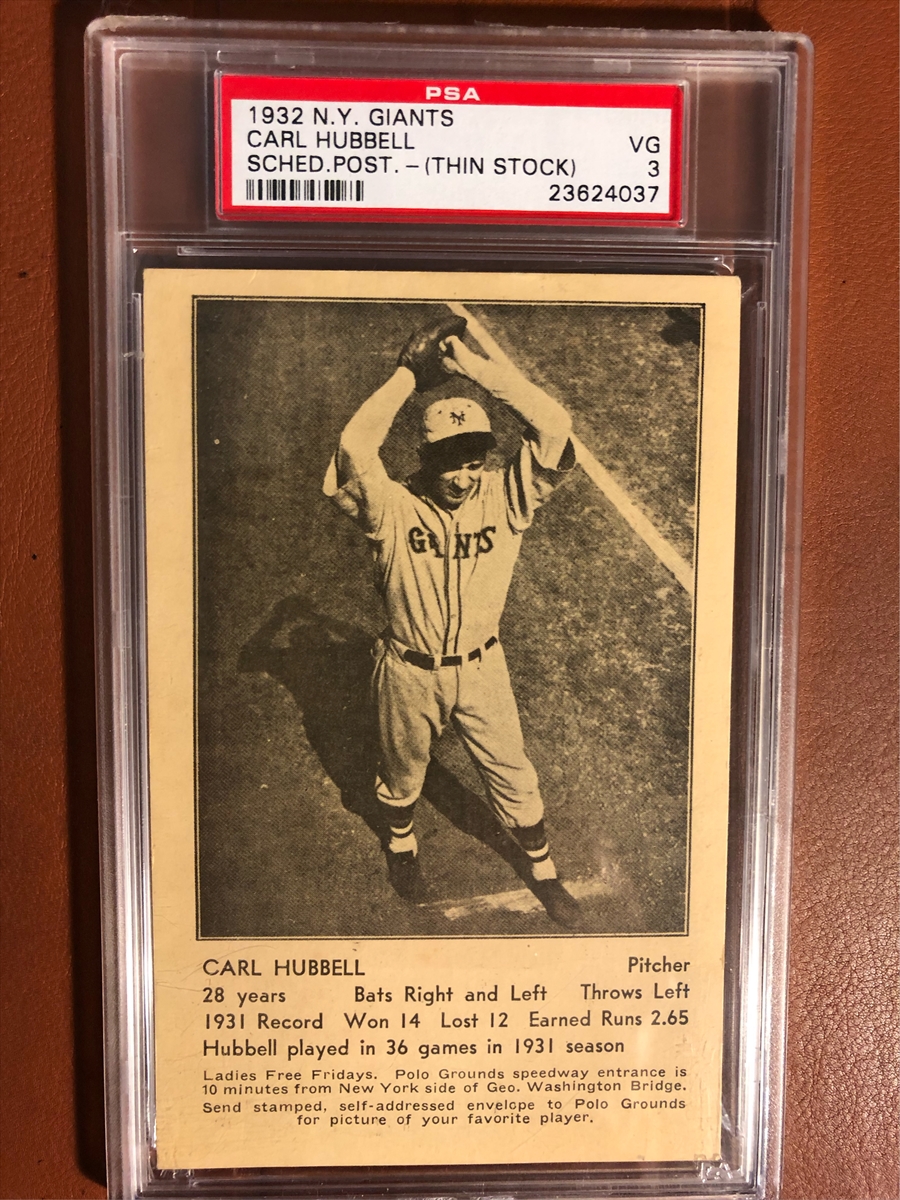 PSA
1932 N.Y. GIANTS
CARL HUBBELL VG
SCHED.POST. – (THIN STOCK) 3
23624037
NY
GIANTS
CARL HUBBELL Pitcher
28 years Bats Right and Left Throws Left
1931 Record Won 14 Lost 12 Earned Runs 2.65
Hubbell played in 36 games in 1931 season
Ladies Free Fridays. Polo Grounds speedway entrance is
10 minutes from New York side of Geo. Washington Bridge.
Send stamped, self-addressed envelope to Polo Grounds
for picture of your favorite player.